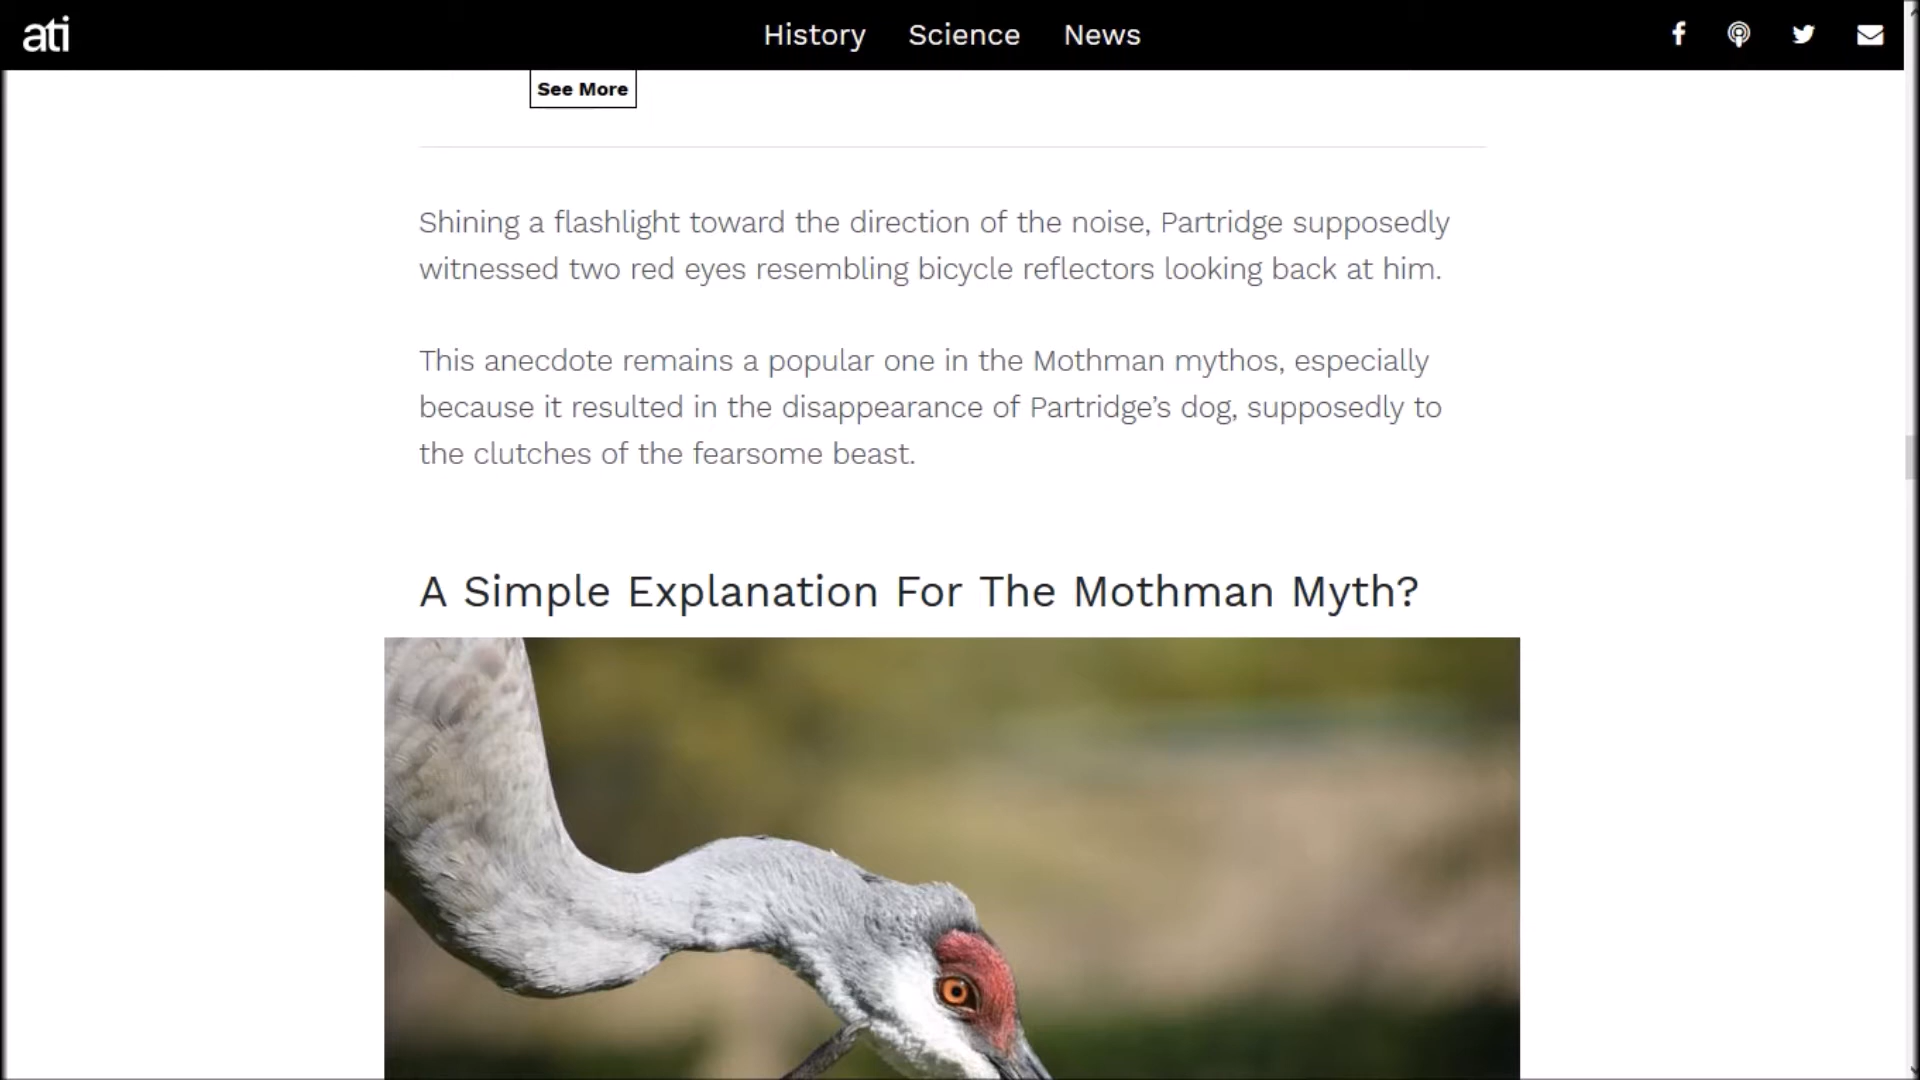 ati
History Science News
See More
Shining a flashlight toward the direction of the noise, Partridge supposedly
witnessed two red eyes resembling bicycle reflectors looking back at him.
This anecdote remains a popular one in the Mothman mythos, especially
because it resulted in the disappearance of Partridge’s dog, supposedly to
the clutches of the fearsome beast.
A Simple Explanation For The Mothman Myth?